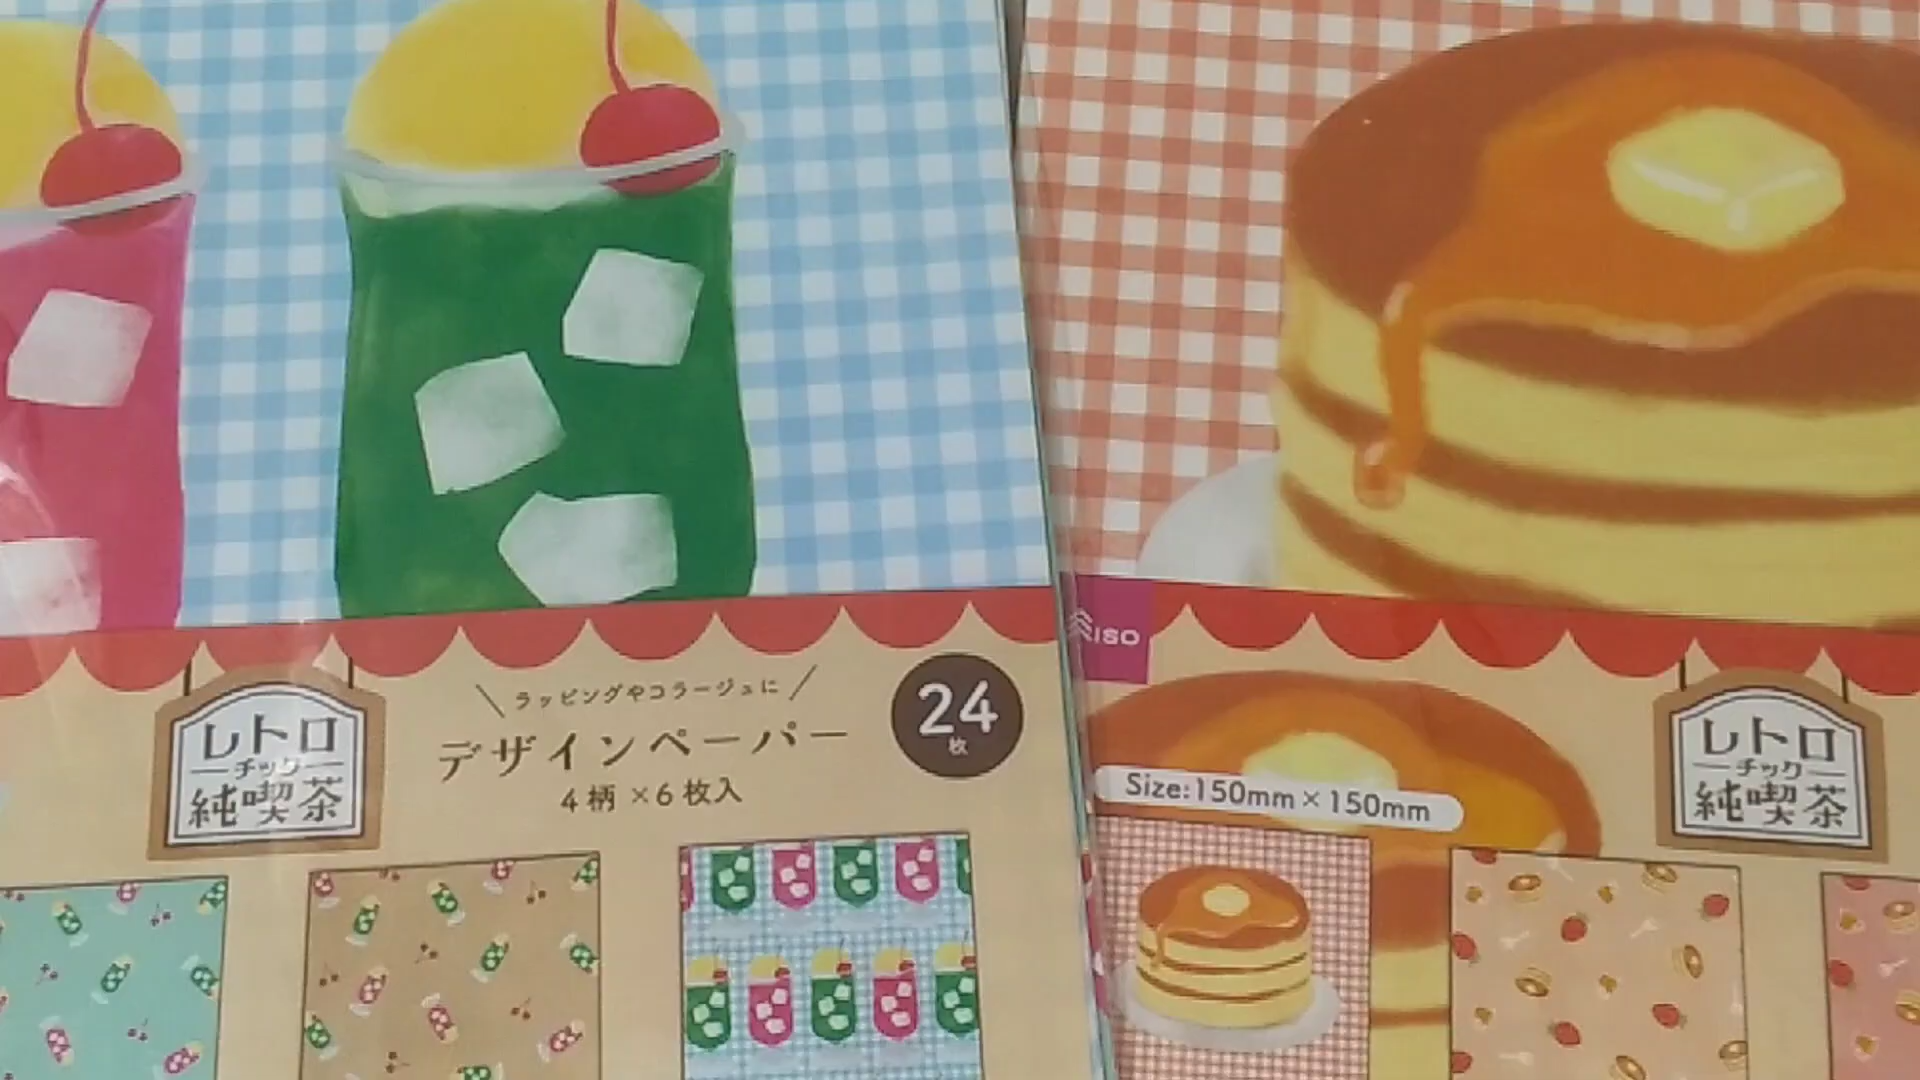 ラッピングやコラージュに
デザインペーパー
4柄×6枚入
24
枚
レトロ
チック
純喫茶
ISO
Size:150mm×150mm
レトロ
チック
純喫茶